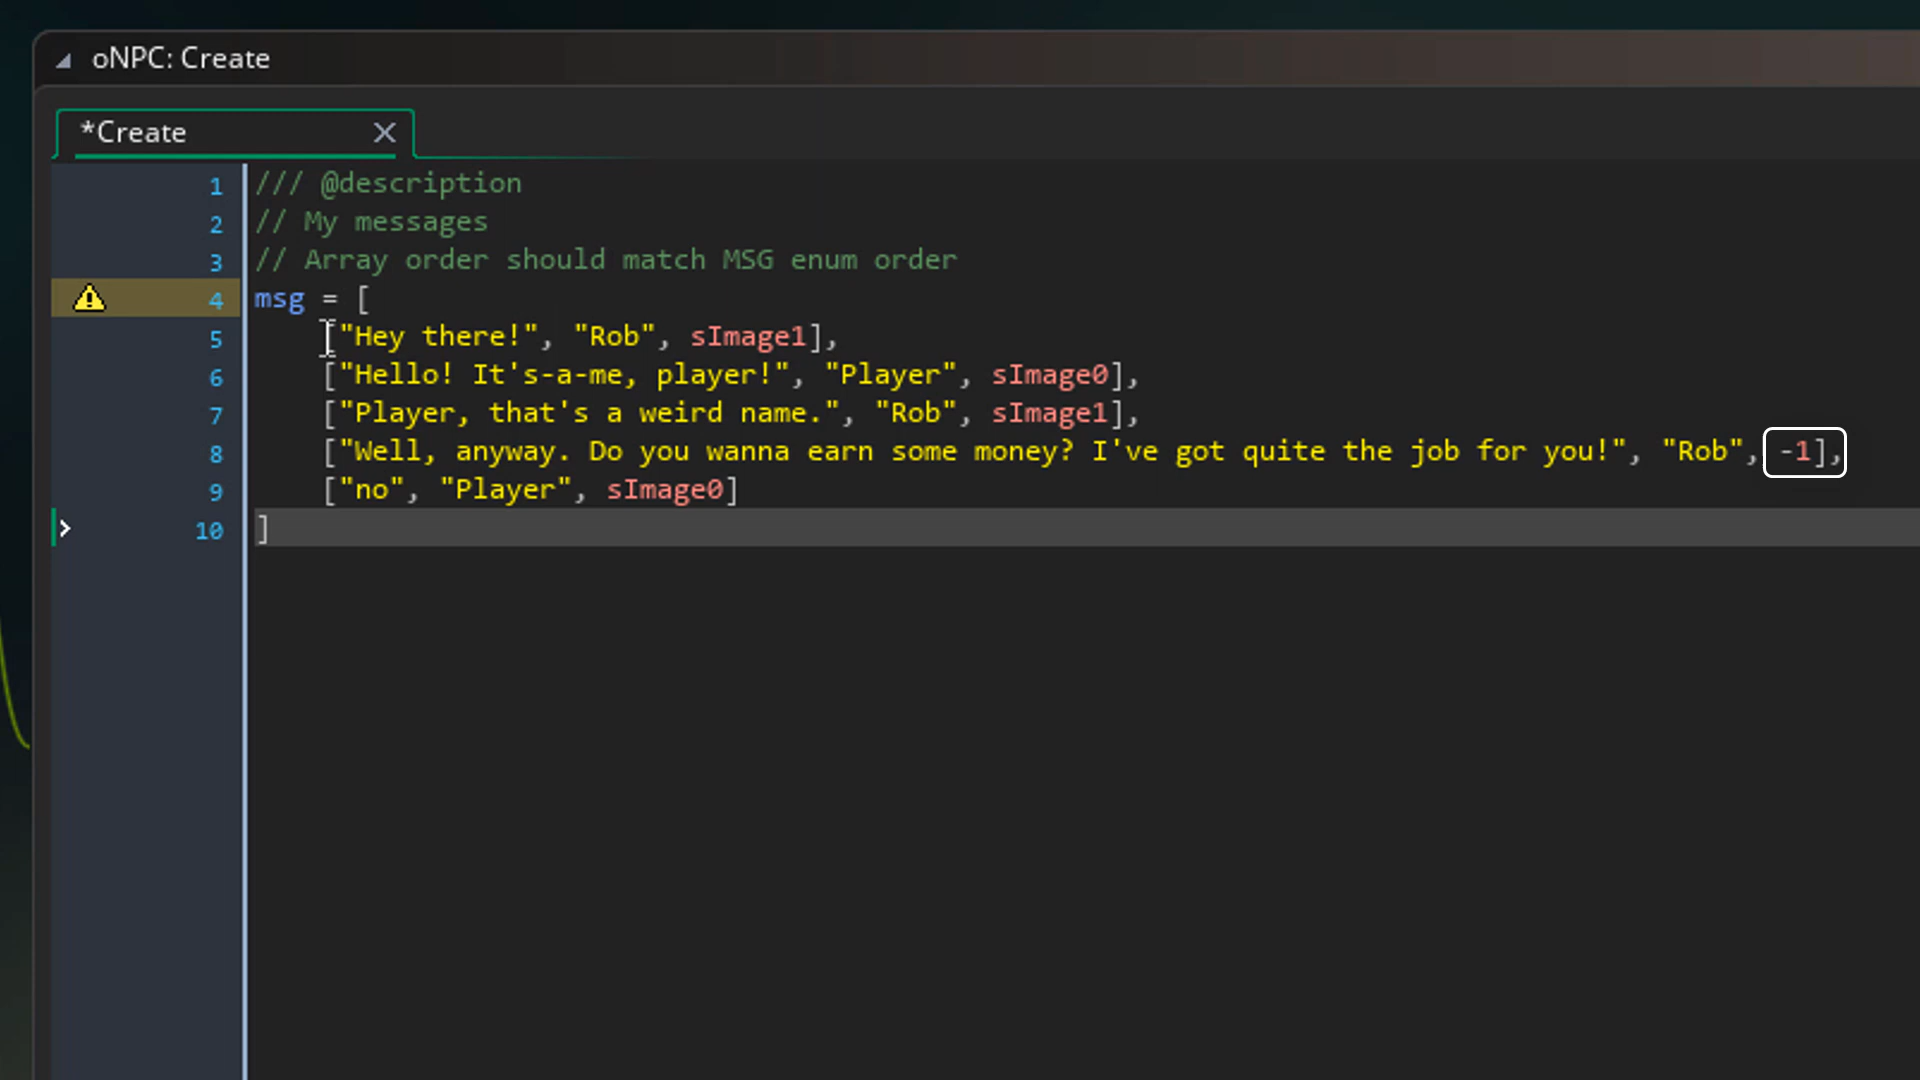 oNPC: Create
*Create
1 /// @description
2 // My messages
3 // Array order should match MSG enum order
4 msg = [
5 ["Hey there!", "Rob", sImage1],
6 ["Hello! It's-a-me, player!", "Player", sImage0],
7 ["Player, that's a weird name.", "Rob", sImage1],
8 ["Well, anyway. Do you wanna earn some money? I've got quite the job for you!", "Rob", -1],
9 ["no", "Player", sImage0]
10 ]